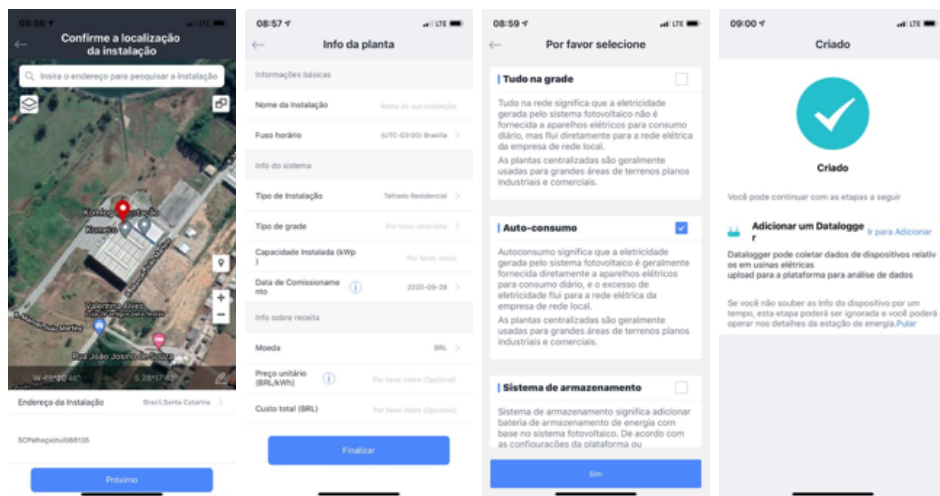 08:56
LTE
Confirme a localização
da instalação
Insira o endereço para pesquisar a instalação
Komlog Importação
Komeco
Valentina Alves
Rua João Josino de Souza
W 49°20'46" S 28°17'43"
Endereço da Instalação
Brazil,Santa Catarina
Próximo
08:57
LTE
Info da planta
Informações básicas
Nome da Instalação
Nome da sua instalação
Fuso horário
(UTC-03:00) Brasília
Info do sistema
Tipo de Instalação
Telhado Residencial
Tipo de grade
Por favor selecione
Capacidade Instalada (kWp
)
Por favor, insira
Data de Comissioname
nto
2020-09-28
Info sobre receita
Moeda
BRL
Preço unitário
(BRL/kWh)
Por favor insira (Opcional)
Custo total (BRL)
Por favor insira (Opcional)
Finalizar
08:59
LTE
Por favor selecione
Tudo na grade
Tudo na rede significa que a eletricidade
gerada pelo sistema fotovoltaico não é
fornecida a aparelhos elétricos para consumo
diário, mas flui diretamente para a rede elétrica
da empresa de rede local.
As plantas centralizadas são geralmente
usadas para grandes áreas de terrenos planos
industriais e comerciais.
Auto-consumo
Autoconsumo significa que a eletricidade
gerada pelo sistema fotovoltaico é geralmente
fornecida diretamente a aparelhos elétricos
para consumo diário, e o excesso de
eletricidade flui para a rede elétrica da
empresa de rede local.
As plantas centralizadas são geralmente
usadas para grandes áreas de terrenos planos
industriais e comerciais.
Sistema de armazenamento
Sistema de armazenamento significa adicionar
bateria de armazenamento de energia com
base no sistema fotovoltaico. De acordo com
as configurações da plataforma ou
Sim
09:00
LTE
Criado
Criado
Você pode continuar com as etapas a seguir
Adicionar um Datalogge
r
Ir para Adicionar
Datalogger pode coletar dados de dispositivos relativ
os em usinas elétricas
upload para a plataforma para análise de dados
Se você não souber as Info do dispositivo por um
tempo, esta etapa poderá ser ignorada e você poderá
operar nos detalhes da estação de energia.Pular